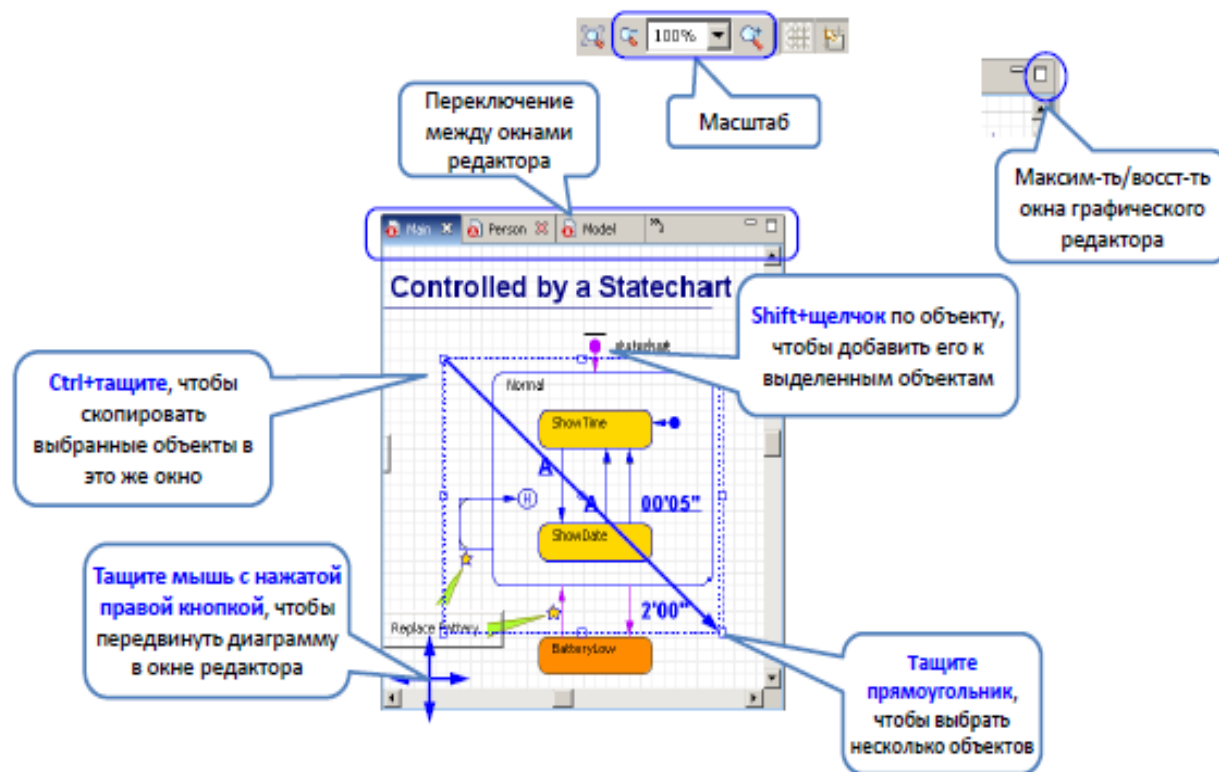 100%
Масштаб
Переключение
между окнами
редактора
Максим-ть/восст-ть
окна графического
редактора
Main
Person
Model
Controlled by a Statechart
Shift+щелчок по объекту,
чтобы добавить его к
выделенным объектам
statechart
Ctrl+тащите, чтобы
скопировать
выбранные объекты в
это же окно
Normal
ShowTime
A
A
H
00'05"
ShowDate
Тащите мышь с нажатой
правой кнопкой, чтобы
передвинуть диаграмму
в окне редактора
2'00"
Replace Battery
BatteryLow
Тащите
прямоугольник,
чтобы выбрать
несколько объектов